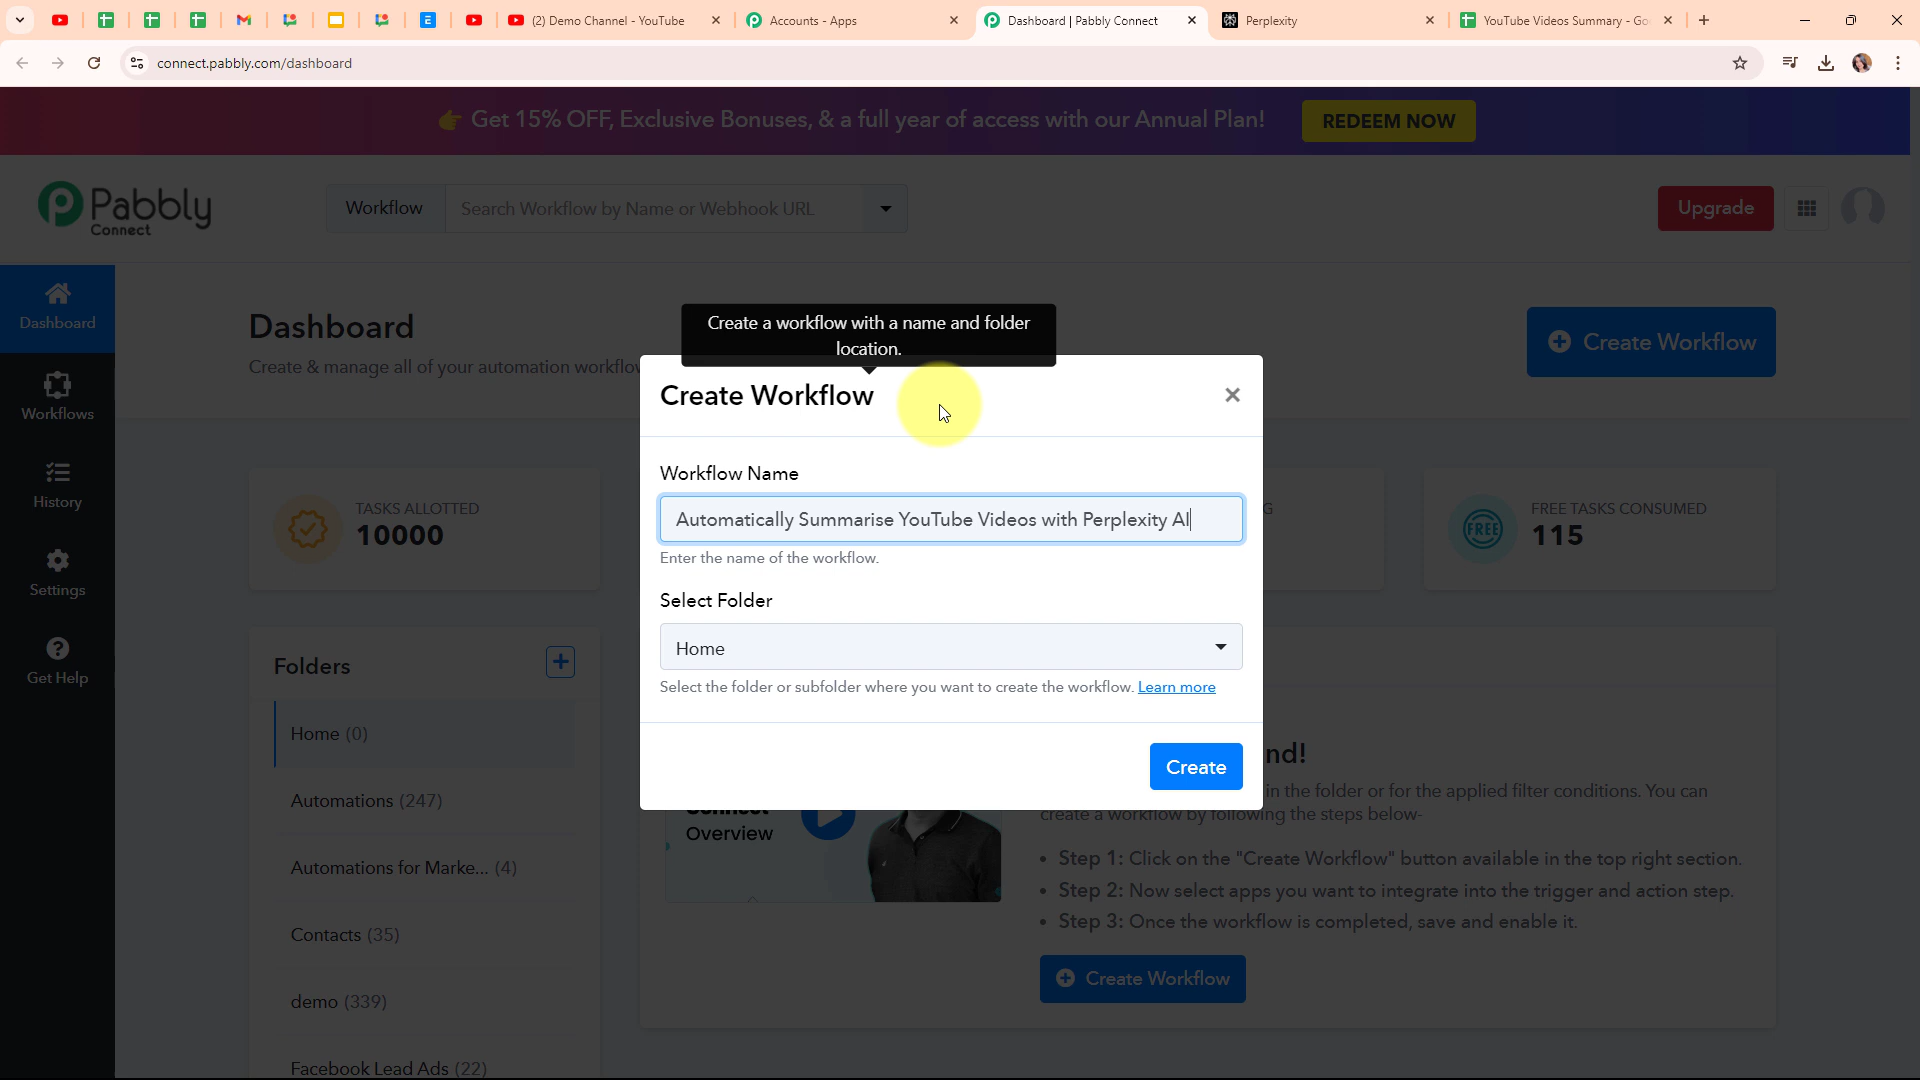 (2) Demo Channel - YouTube
Accounts - Apps
Dashboard | Pabbly Connect
Perplexity
YouTube Videos Summary - Go
connect.pabbly.com/dashboard
👉 Get 15% OFF, Exclusive Bonuses, & a full year of access with our Annual Plan!
REDEEM NOW
Pabbly
Connect
Workflow
Search Workflow by Name or Webhook URL
Upgrade
Dashboard
Workflows
History
Settings
Get Help
Dashboard
Create & manage all of your automation workflo
Create Workflow
Create a workflow with a name and folder
location.
Create Workflow
Workflow Name
Automatically Summarise YouTube Videos with Perplexity AI
Enter the name of the workflow.
Select Folder
Home
Select the folder or subfolder where you want to create the workflow. Learn more
Create
TASKS ALLOTTED
10000
G
FREE
FREE TASKS CONSUMED
115
Folders
Home (0)
Automations (247)
Automations for Marke... (4)
Contacts (35)
demo (339)
Facebook Lead Ads (22)
Connect
Overview
nd!
in the folder or for the applied filter conditions. You can
create a workflow by following the steps below-
• Step 1: Click on the "Create Workflow" button available in the top right section.
• Step 2: Now select apps you want to integrate into the trigger and action step.
• Step 3: Once the workflow is completed, save and enable it.
Create Workflow